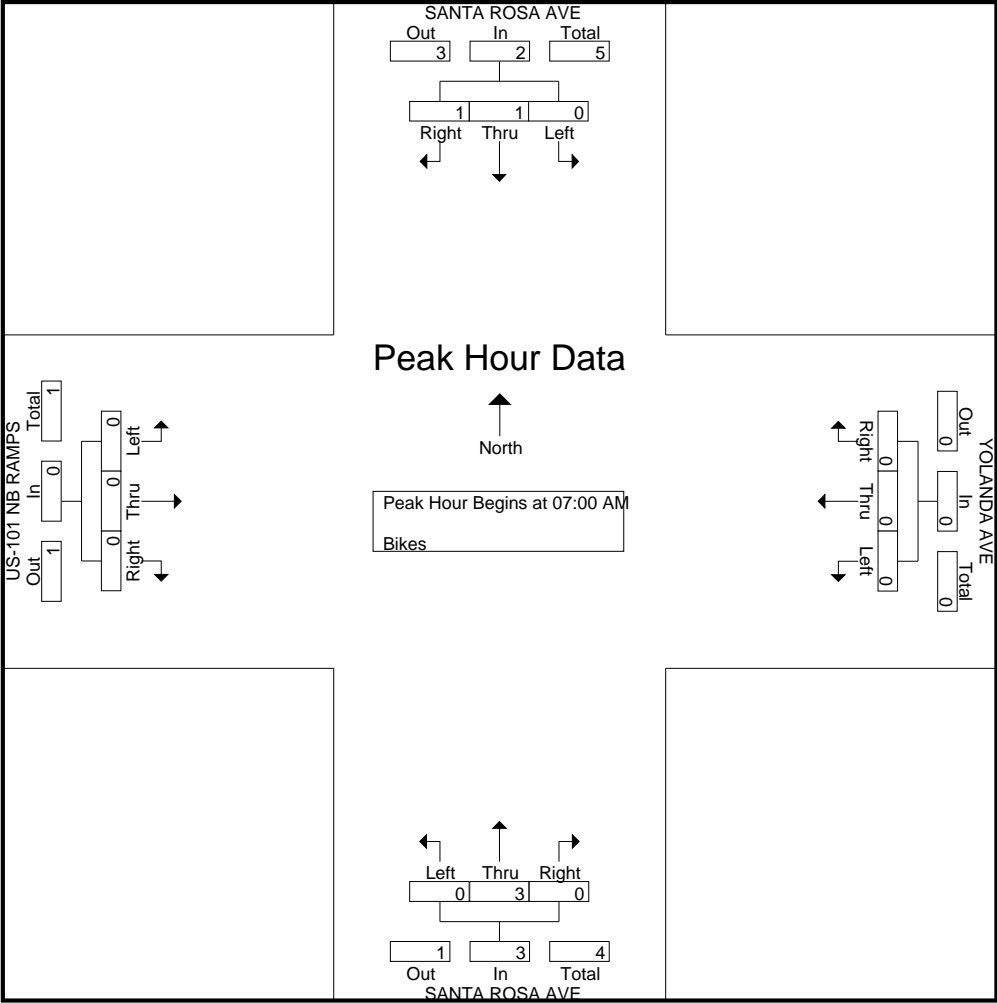 SANTA ROSA AVE
Out In Total
3 2 5
1 1 0
Right Thru Left
Peak Hour Data
North
Peak Hour Begins at 07:00 AM
Bikes
US-101 NB RAMPS
Out In Total
1 0 1
0 0 0
Right Thru Left
YOLANDA AVE
Out In Total
0 0 0
Right Thru Left
0 0 0
Left Thru Right
0 3 0
1 3 4
Out In Total
SANTA ROSA AVE